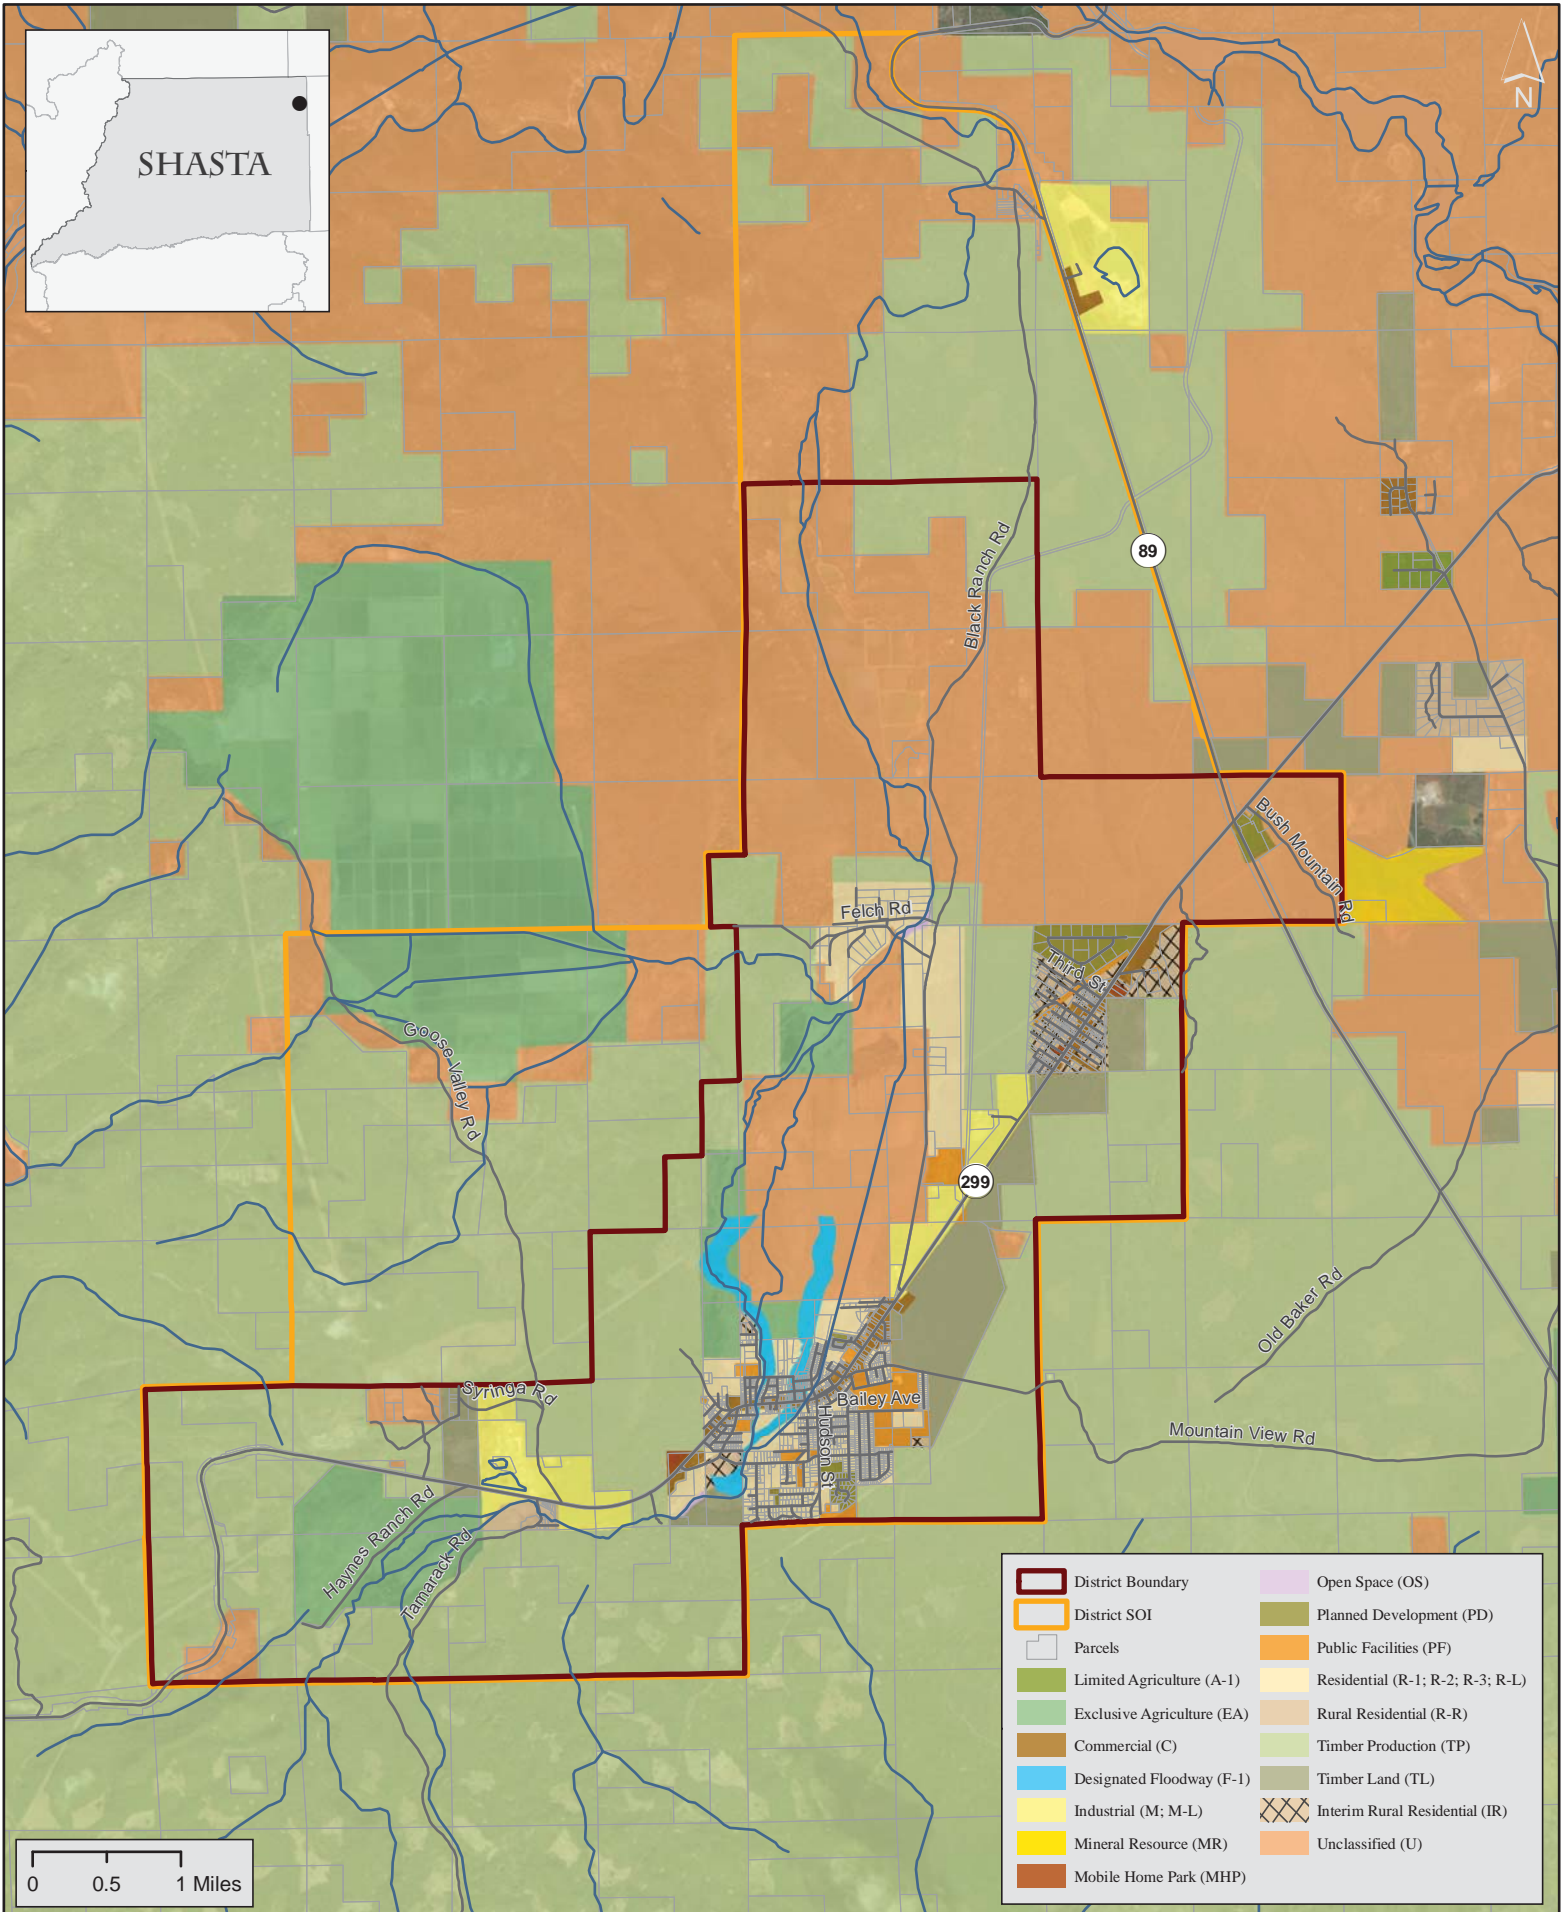 SHASTA
N
89
Black Ranch Rd
Bush Mountain Rd
Felch Rd
Third St
Goose Valley Rd
299
Old Baker Rd
Syringa Rd
Bailey Ave
Hudson St
Mountain View Rd
x
Haynes Ranch Rd
Tamarack Rd
District Boundary
District SOI
Parcels
Limited Agriculture (A-1)
Exclusive Agriculture (EA)
Commercial (C)
Designated Floodway (F-1)
Industrial (M; M-L)
Mineral Resource (MR)
Mobile Home Park (MHP)
Open Space (OS)
Planned Development (PD)
Public Facilities (PF)
Residential (R-1; R-2; R-3; R-L)
Rural Residential (R-R)
Timber Production (TP)
Timber Land (TL)
Interim Rural Residential (IR)
Unclassified (U)
0 0.5 1 Miles